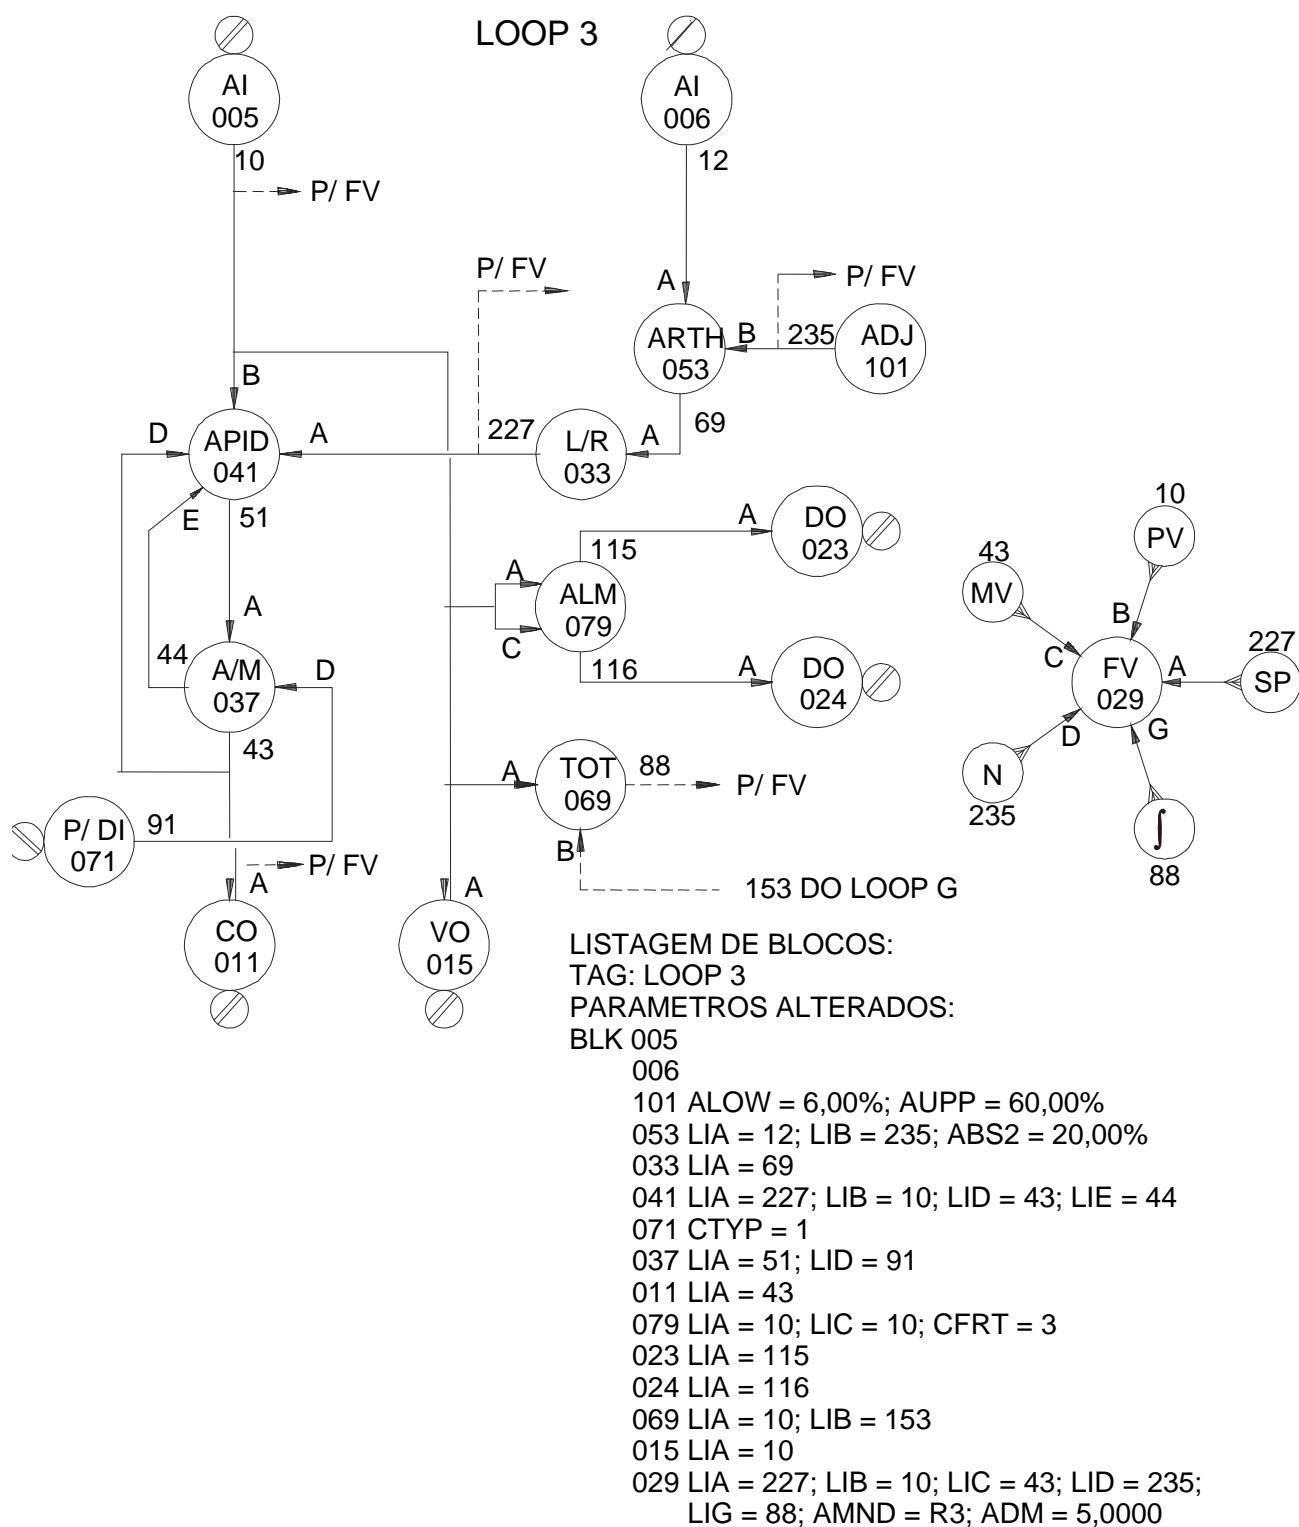 LOOP 3
AI
005
AI
006
10
12
P/ FV
P/ FV
A
P/ FV
ARTH
053
B
235
ADJ
101
B
69
D
APID
041
A
227
L/R
033
A
E
51
A
DO
023
10
PV
115
43
MV
A
ALM
079
C
B
A
44
A/M
037
D
116
A
DO
024
C
FV
029
A
227
SP
43
D
G
A
TOT
069
88
P/ FV
N
235
∫
88
P/ DI
071
91
P/ FV
B
A
A
153 DO LOOP G
CO
011
VO
015
LISTAGEM DE BLOCOS:
TAG: LOOP 3
PARAMETROS ALTERADOS:
BLK 005
006
101 ALOW = 6,00%; AUPP = 60,00%
053 LIA = 12; LIB = 235; ABS2 = 20,00%
033 LIA = 69
041 LIA = 227; LIB = 10; LID = 43; LIE = 44
071 CTYP = 1
037 LIA = 51; LID = 91
011 LIA = 43
079 LIA = 10; LIC = 10; CFRT = 3
023 LIA = 115
024 LIA = 116
069 LIA = 10; LIB = 153
015 LIA = 10
029 LIA = 227; LIB = 10; LIC = 43; LID = 235;
LIG = 88; AMND = R3; ADM = 5,0000